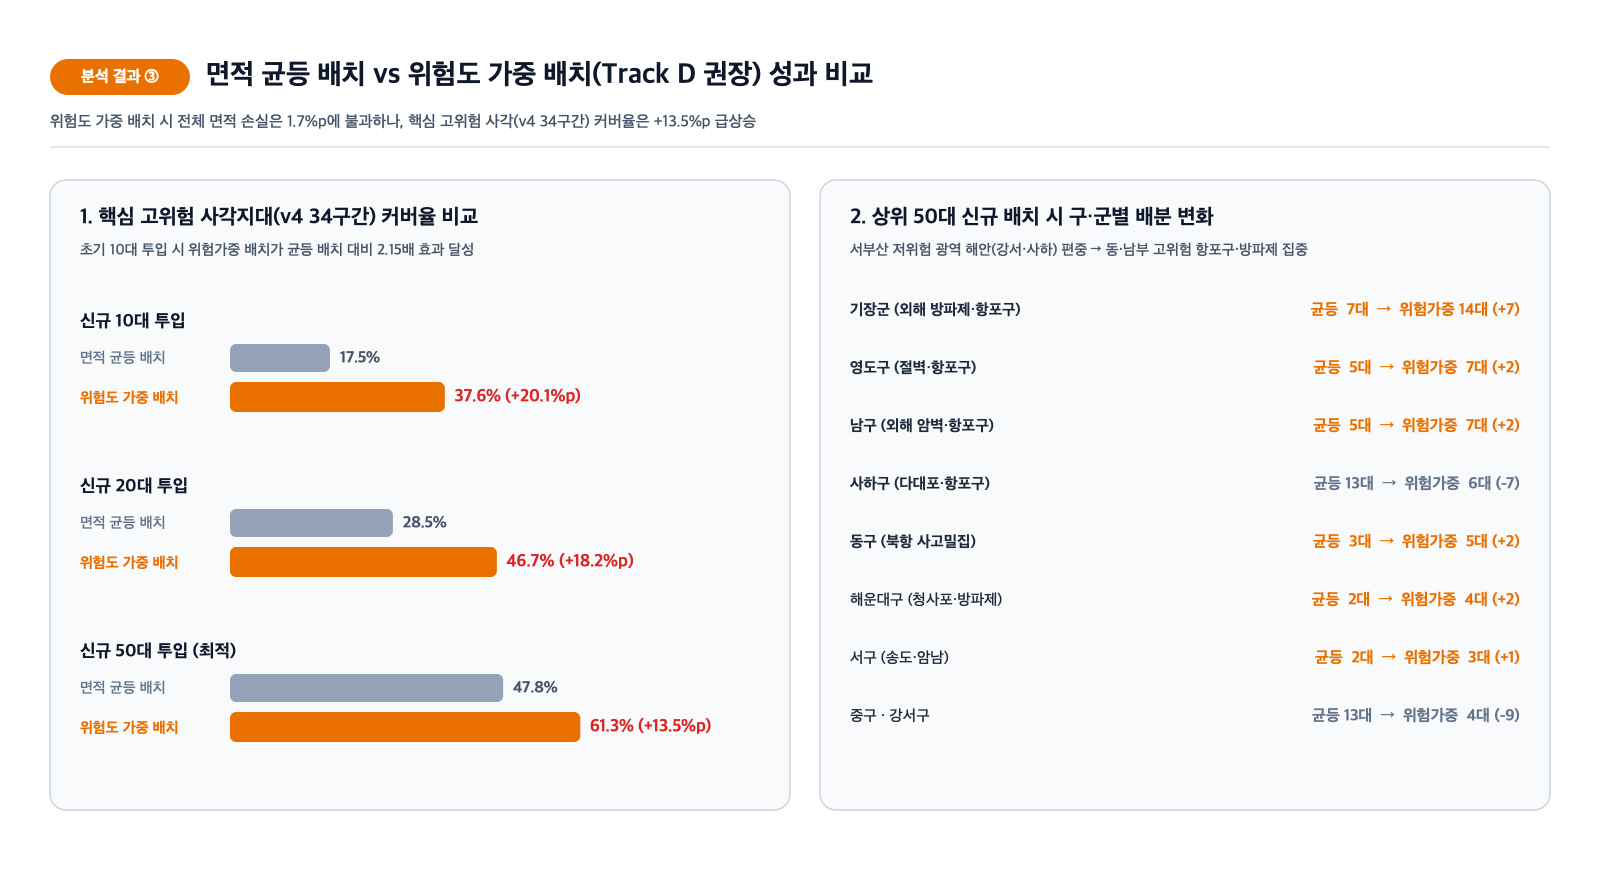 분석 결과 ③
면적 균등 배치 vs 위험도 가중 배치(Track D 권장) 성과 비교
위험도 가중 배치 시 전체 면적 손실은 1.7%p에 불과하나, 핵심 고위험 사각(v4 34구간) 커버율은 +13.5%p 급상승
1. 핵심 고위험 사각지대(v4 34구간) 커버율 비교
초기 10대 투입 시 위험가중 배치가 균등 배치 대비 2.15배 효과 달성
신규 10대 투입
면적 균등 배치 17.5%
위험도 가중 배치 37.6% (+20.1%p)
신규 20대 투입
면적 균등 배치 28.5%
위험도 가중 배치 46.7% (+18.2%p)
신규 50대 투입 (최적)
면적 균등 배치 47.8%
위험도 가중 배치 61.3% (+13.5%p)
2. 상위 50대 신규 배치 시 구·군별 배분 변화
서부산 저위험 광역 해안(강서·사하) 편중 → 동·남부 고위험 항포구·방파제 집중
기장군 (외해 방파제·항포구) 균등 7대 → 위험가중 14대 (+7)
영도구 (절벽·항포구) 균등 5대 → 위험가중 7대 (+2)
남구 (외해 암벽·항포구) 균등 5대 → 위험가중 7대 (+2)
사하구 (다대포·항포구) 균등 13대 → 위험가중 6대 (-7)
동구 (북항 사고밀집) 균등 3대 → 위험가중 5대 (+2)
해운대구 (청사포·방파제) 균등 2대 → 위험가중 4대 (+2)
서구 (송도·암남) 균등 2대 → 위험가중 3대 (+1)
중구 · 강서구 균등 13대 → 위험가중 4대 (-9)